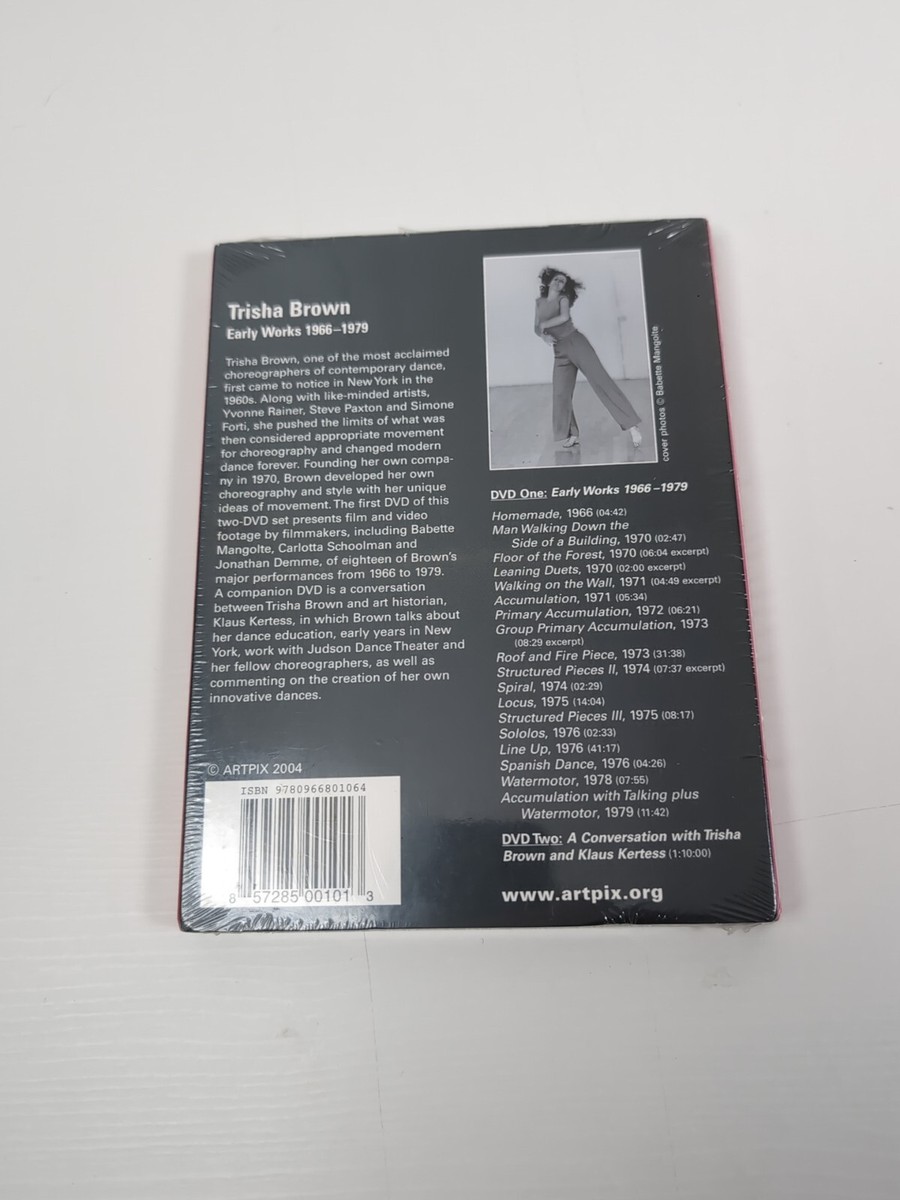 Trisha Brown
Early Works 1966–1979
Trisha Brown, one of the most acclaimed
choreographers of contemporary dance,
first came to notice in New York in the
1960s. Along with like-minded artists,
Yvonne Rainer, Steve Paxton and Simone
Forti, she pushed the limits of what was
then considered appropriate movement
for choreography and changed modern
dance forever. Founding her own compa-
ny in 1970, Brown developed her own
choreography and style with her unique
ideas of movement. The first DVD of this
two-DVD set presents film and video
footage by filmmakers, including Babette
Mangolte, Carlotta Schoolman and
Jonathan Demme, of eighteen of Brown's
major performances from 1966 to 1979.
A companion DVD is a conversation
between Trisha Brown and art historian,
Klaus Kertess, in which Brown talks about
her dance education, early years in New
York, work with Judson Dance Theater and
her fellow choreographers, as well as
commenting on the creation of her own
innovative dances.
© ARTPIX 2004
ISBN 9780966801064
8 57285 00101 3
cover photos © Babette Mangolte
DVD One: Early Works 1966–1979
Homemade, 1966 (04:42)
Man Walking Down the
Side of a Building, 1970 (02:47)
Floor of the Forest, 1970 (06:04 excerpt)
Leaning Duets, 1970 (02:00 excerpt)
Walking on the Wall, 1971 (04:49 excerpt)
Accumulation, 1971 (05:34)
Primary Accumulation, 1972 (06:21)
Group Primary Accumulation, 1973
(08:29 excerpt)
Roof and Fire Piece, 1973 (31:38)
Structured Pieces II, 1974 (07:37 excerpt)
Spiral, 1974 (02:29)
Locus, 1975 (14:04)
Structured Pieces III, 1975 (08:17)
Sololos, 1976 (02:33)
Line Up, 1976 (41:17)
Spanish Dance, 1976 (04:26)
Watermotor, 1978 (07:55)
Accumulation with Talking plus
Watermotor, 1979 (11:42)
DVD Two: A Conversation with Trisha
Brown and Klaus Kertess (1:10:00)
www.artpix.org